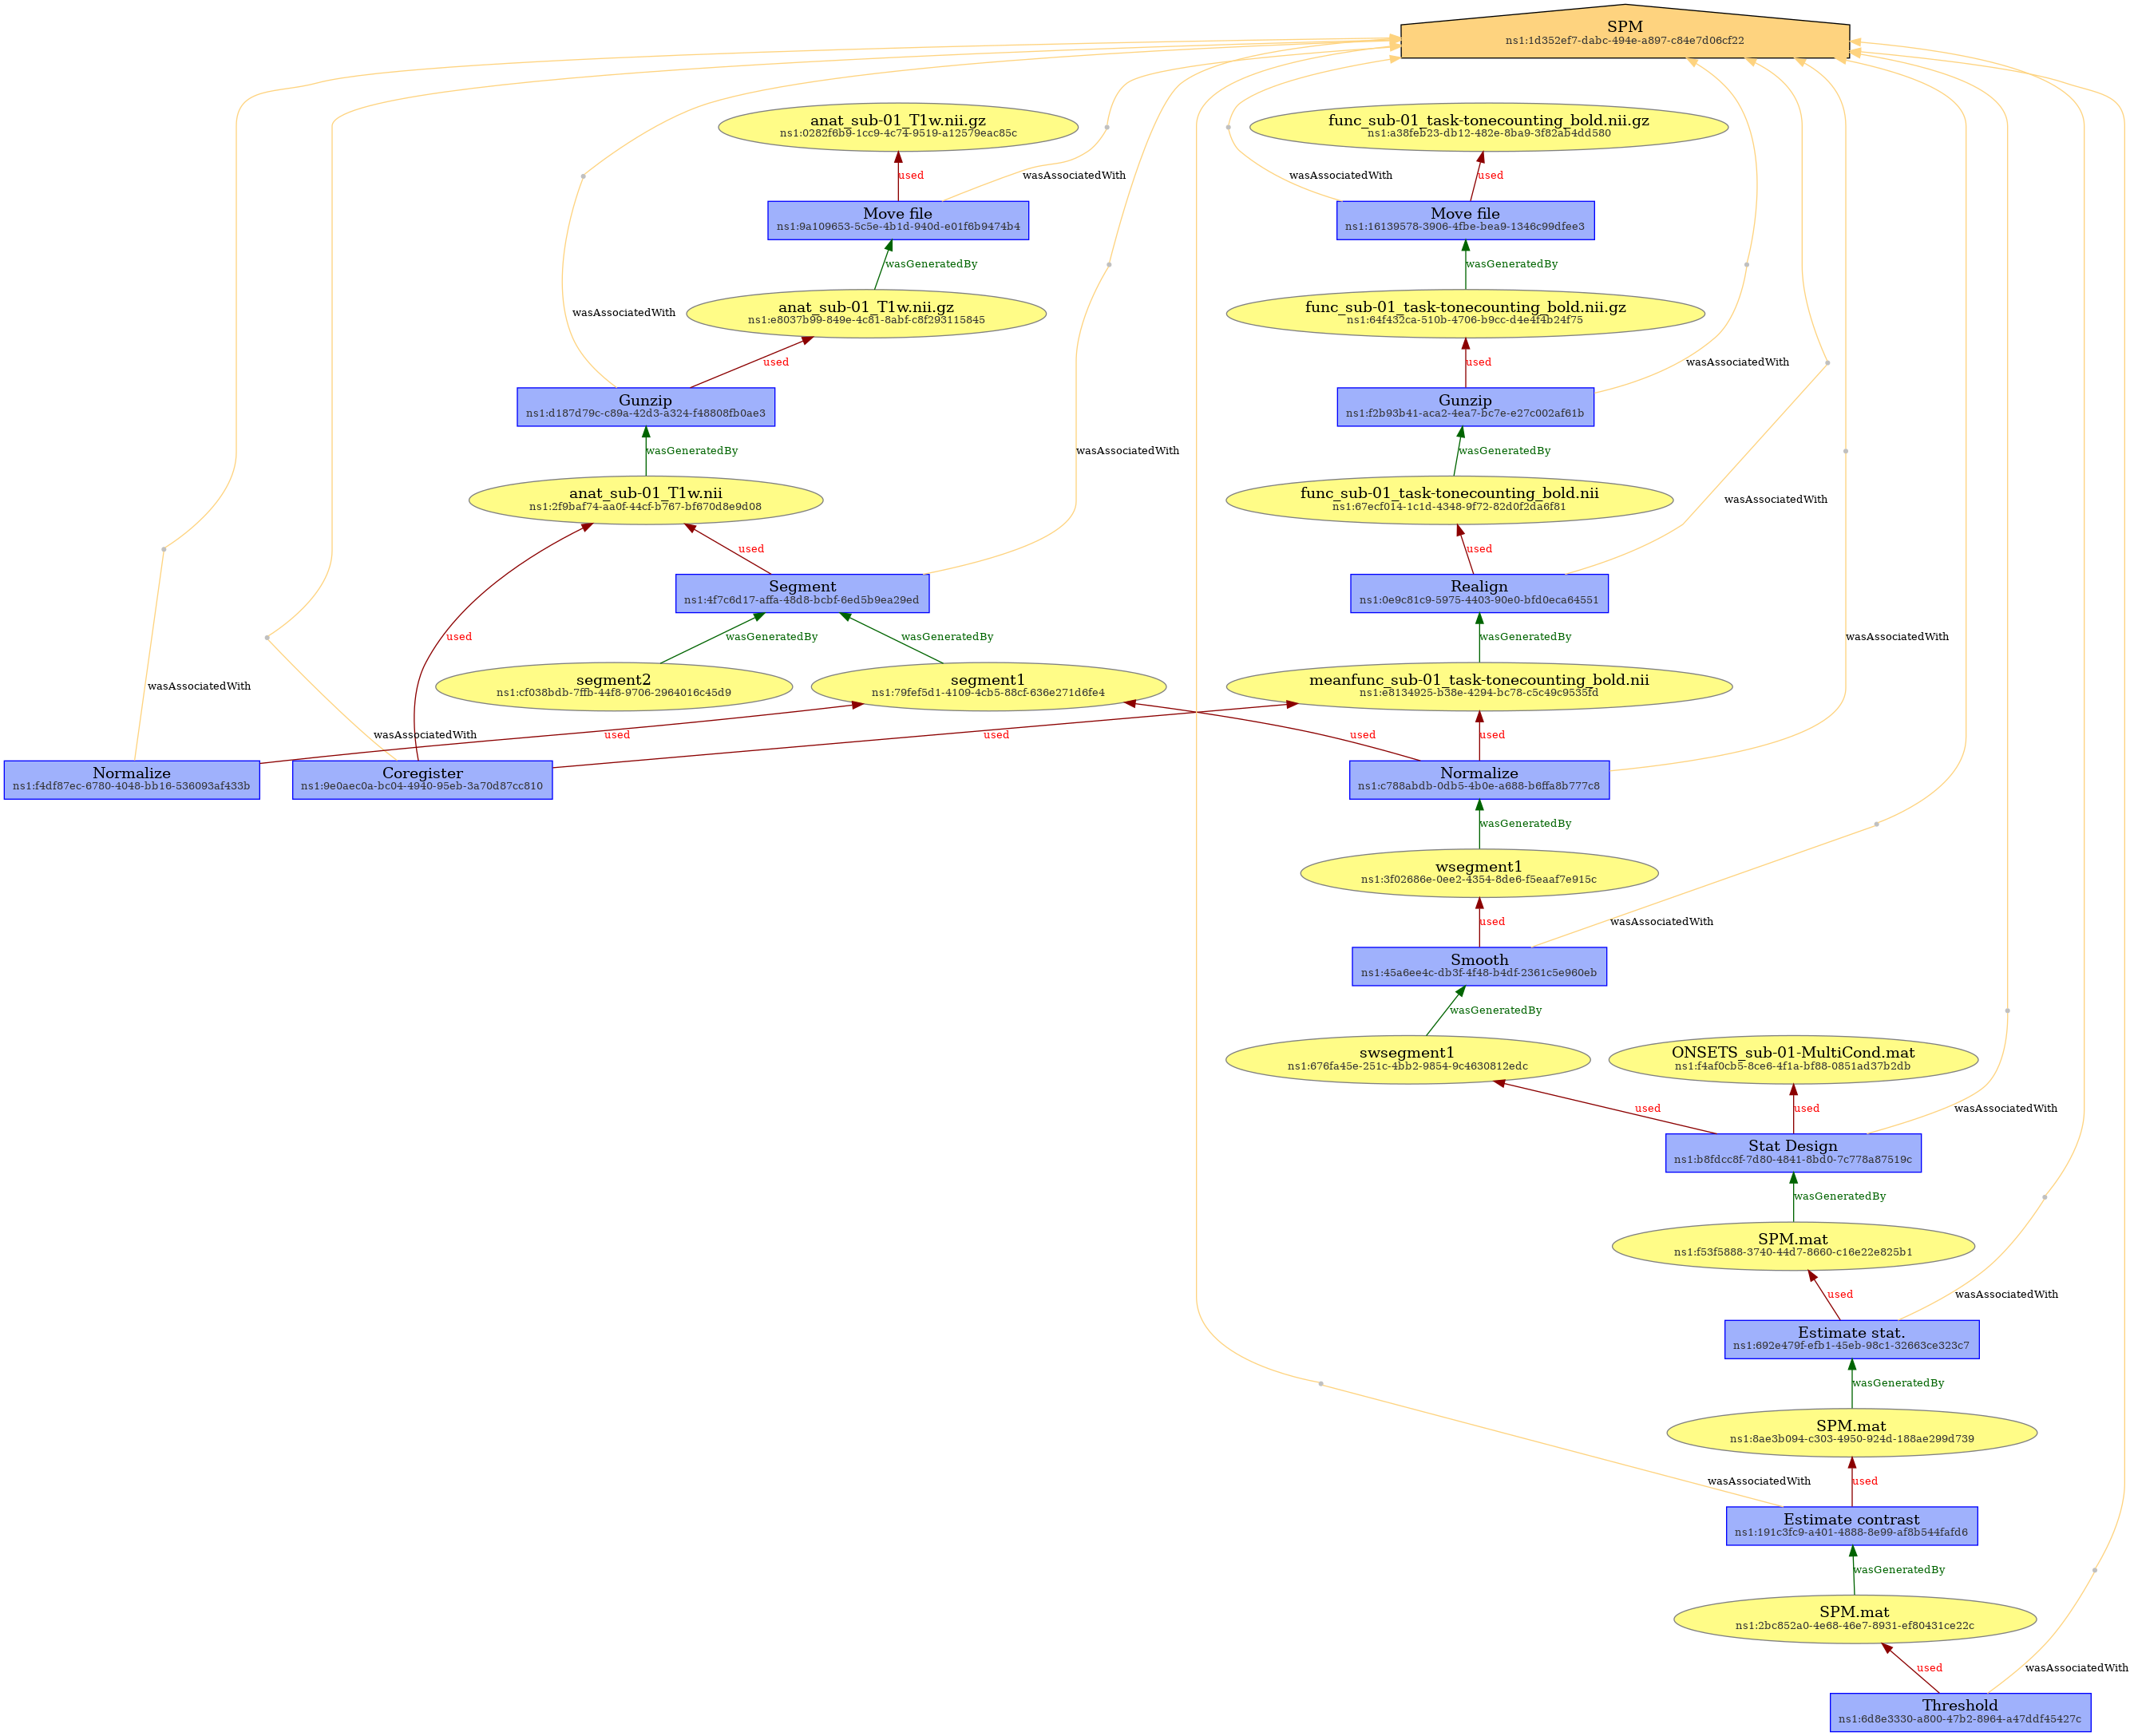 SPM
ns1:1d352ef7-dabc-494e-a897-c84e7d06cf22
anat_sub-01_T1w.nii.gz
ns1:0282f6b9-1cc9-4c74-9519-a12579eac85c
func_sub-01_task-tonecounting_bold.nii.gz
ns1:a38feb23-db12-482e-8ba9-3f82ab4dd580
used
wasAssociatedWith
wasAssociatedWith
used
Move file
ns1:9a109653-5c5e-4b1d-940d-e01f6b9474b4
Move file
ns1:16139578-3906-4fbe-bea9-1346c99dfee3
wasGeneratedBy
wasGeneratedBy
wasAssociatedWith
anat_sub-01_T1w.nii.gz
ns1:e8037b99-849e-4c81-8abf-c8f293115845
func_sub-01_task-tonecounting_bold.nii.gz
ns1:64f432ca-510b-4706-b9cc-d4e4f4b24f75
used
used
wasAssociatedWith
Gunzip
ns1:d187d79c-c89a-42d3-a324-f48808fb0ae3
Gunzip
ns1:f2b93b41-aca2-4ea7-bc7e-e27c002af61b
wasGeneratedBy
wasAssociatedWith
wasGeneratedBy
anat_sub-01_T1w.nii
ns1:2f9baf74-aa0f-44cf-b767-bf670d8e9d08
func_sub-01_task-tonecounting_bold.nii
ns1:67ecf014-1c1d-4348-9f72-82d0f2da6f81
wasAssociatedWith
used
used
Segment
ns1:4f7c6d17-affa-48d8-bcbf-6ed5b9ea29ed
Realign
ns1:0e9c81c9-5975-4403-90e0-bfd0eca64551
used
wasGeneratedBy
wasGeneratedBy
wasGeneratedBy
wasAssociatedWith
segment2
ns1:cf038bdb-7ffb-44f8-9706-2964016c45d9
segment1
ns1:79fef5d1-4109-4cb5-88cf-636e271d6fe4
meanfunc_sub-01_task-tonecounting_bold.nii
ns1:e8134925-b38e-4294-bc78-c5c49c9535fd
wasAssociatedWith
wasAssociatedWith
used
used
used
used
Normalize
ns1:f4df87ec-6780-4048-bb16-536093af433b
Coregister
ns1:9e0aec0a-bc04-4940-95eb-3a70d87cc810
Normalize
ns1:c788abdb-0db5-4b0e-a688-b6ffa8b777c8
wasGeneratedBy
wsegment1
ns1:3f02686e-0ee2-4354-8de6-f5eaaf7e915c
used
wasAssociatedWith
Smooth
ns1:45a6ee4c-db3f-4f48-b4df-2361c5e960eb
wasGeneratedBy
swsegment1
ns1:676fa45e-251c-4bb2-9854-9c4630812edc
ONSETS_sub-01-MultiCond.mat
ns1:f4af0cb5-8ce6-4f1a-bf88-0851ad37b2db
used
used
wasAssociatedWith
Stat Design
ns1:b8fdcc8f-7d80-4841-8bd0-7c778a87519c
wasGeneratedBy
SPM.mat
ns1:f53f5888-3740-44d7-8660-c16e22e825b1
used
wasAssociatedWith
Estimate stat.
ns1:692e479f-efb1-45eb-98c1-32663ce323c7
wasGeneratedBy
SPM.mat
ns1:8ae3b094-c303-4950-924d-188ae299d739
wasAssociatedWith
used
Estimate contrast
ns1:191c3fc9-a401-4888-8e99-af8b544fafd6
wasGeneratedBy
SPM.mat
ns1:2bc852a0-4e68-46e7-8931-ef80431ce22c
used
wasAssociatedWith
Threshold
ns1:6d8e3330-a800-47b2-8964-a47ddf45427c